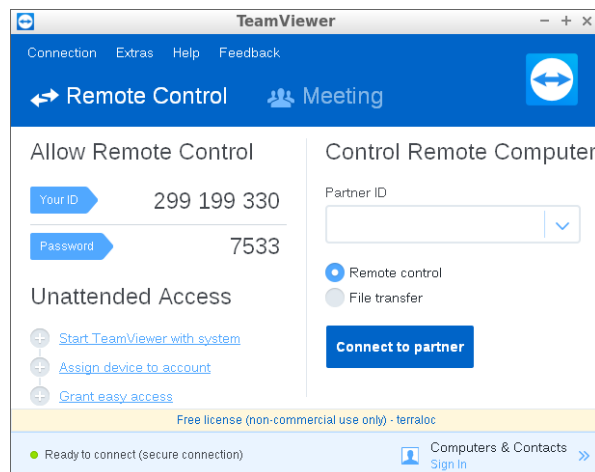 TeamViewer
Connection Extras Help Feedback
Remote Control Meeting
Allow Remote Control
Your ID 299 199 330
Password 7533
Unattended Access
Start TeamViewer with system
Assign device to account
Grant easy access
Control Remote Computer
Partner ID
Remote control
File transfer
Connect to partner
Free license (non-commercial use only) - terraloc
Ready to connect (secure connection)
Computers & Contacts
Sign In